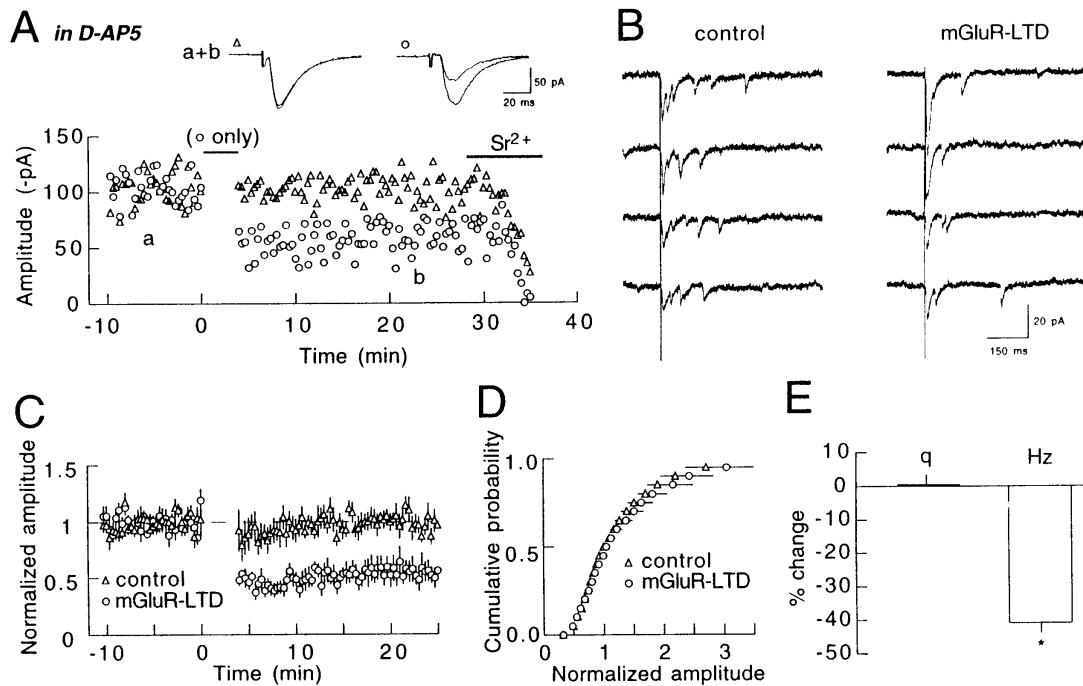 A in D-AP5
a+b
50 pA
20 ms
( only)
Sr2+
150
100
50
0
Amplitude (-pA)
a
b
-10 0 10 20 30 40
Time (min)
B
control
mGluR-LTD
20 pA
150 ms
C
Normalized amplitude
1
0.5
0
control
mGluR-LTD
-10 0 10 20
Time (min)
D
Cumulative probability
1.0
0.5
0.0
control
mGluR-LTD
0 1 2 3
Normalized amplitude
E
% change
10
0
-10
-20
-30
-40
-50
q
Hz
*